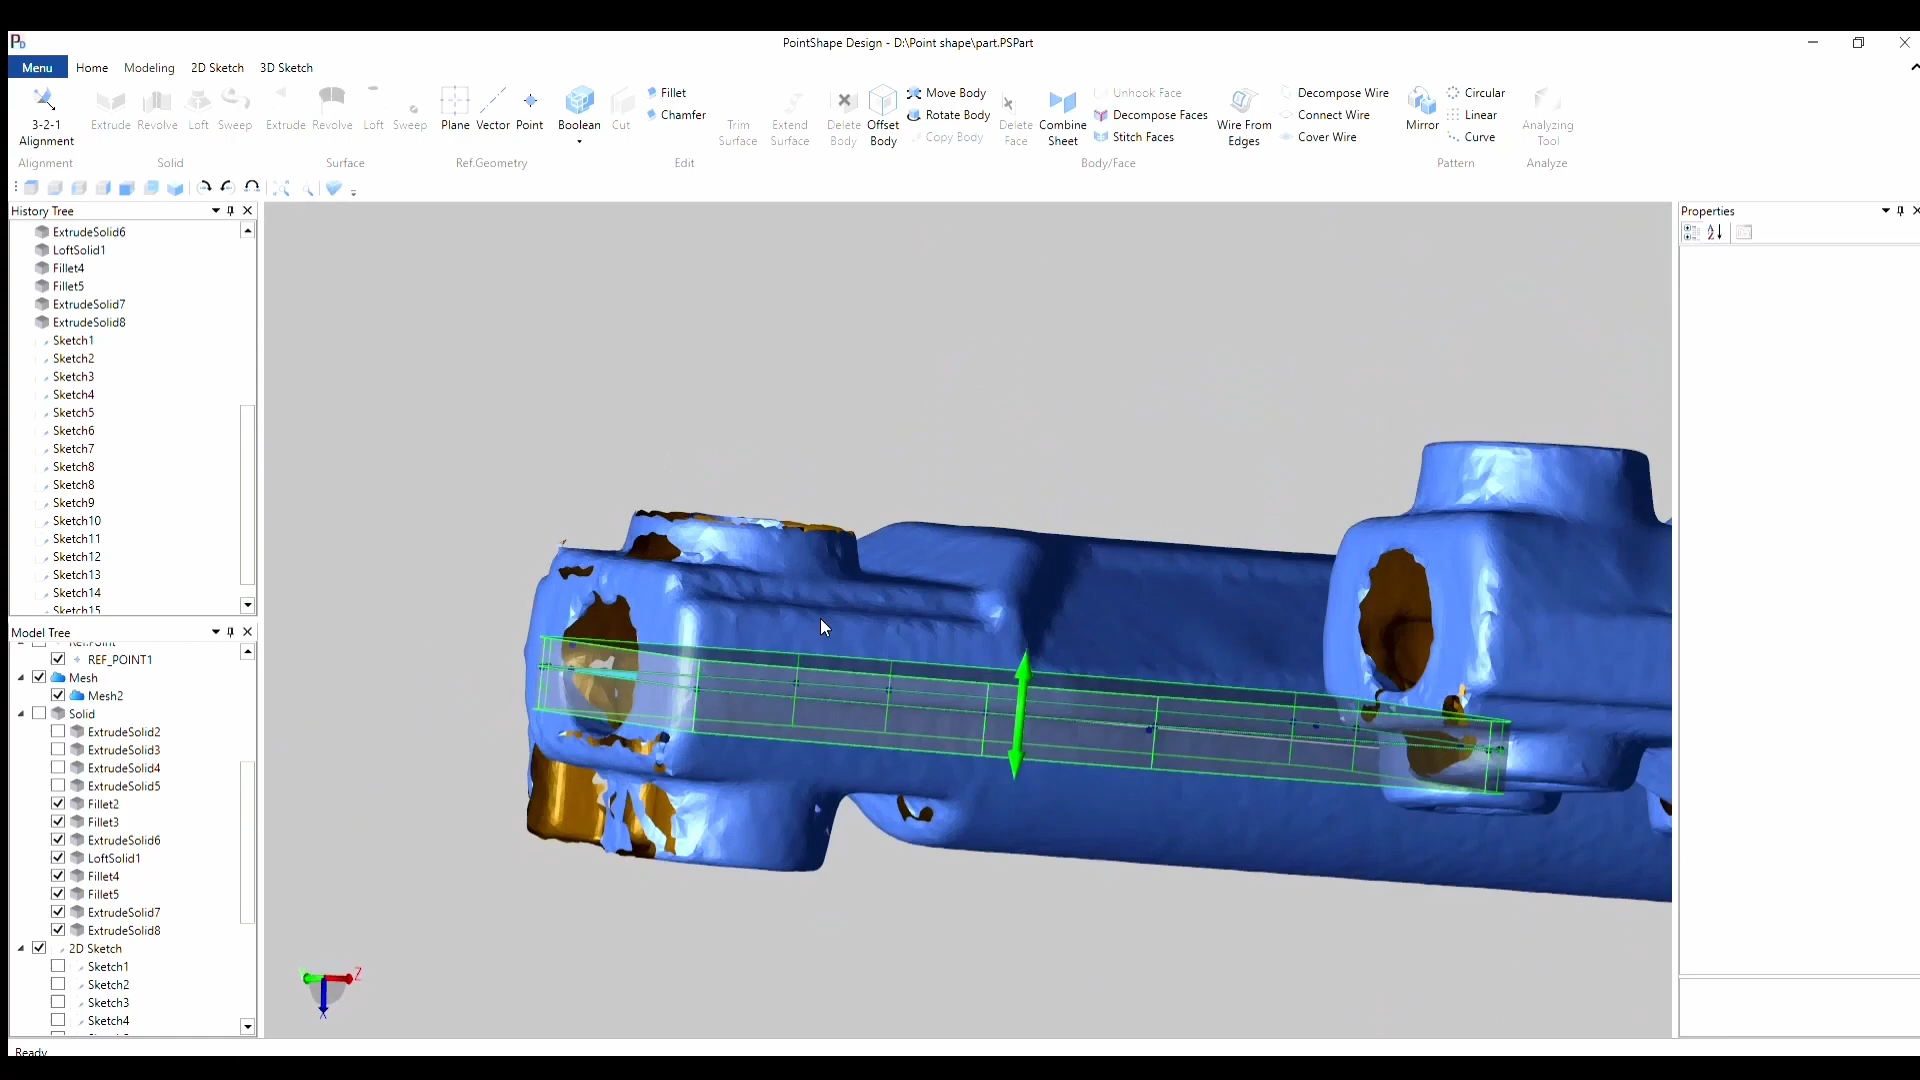 PD
PointShape Design - D:\Point shape\part.PSPart
Menu Home Modeling 2D Sketch 3D Sketch
3-2-1 Alignment
Extrude Revolve Loft Sweep
Extrude Revolve Loft Sweep
Plane Vector Point
Boolean Cut
Fillet
Chamfer
Trim Surface
Extend Surface
Delete Body
Offset Body
Move Body
Rotate Body
Copy Body
Delete Face
Combine Sheet
Unhook Face
Decompose Faces
Stitch Faces
Wire From Edges
Decompose Wire
Connect Wire
Cover Wire
Mirror
Circular
Linear
Curve
Analyzing Tool
Alignment Solid Surface Ref.Geometry Edit Body/Face Pattern Analyze
History Tree
ExtrudeSolid6
LoftSolid1
Fillet4
Fillet5
ExtrudeSolid7
ExtrudeSolid8
Sketch1
Sketch2
Sketch3
Sketch4
Sketch5
Sketch6
Sketch7
Sketch8
Sketch8
Sketch9
Sketch10
Sketch11
Sketch12
Sketch13
Sketch14
Sketch15
Model Tree
Ref.Point
REF_POINT1
Mesh
Mesh2
Solid
ExtrudeSolid2
ExtrudeSolid3
ExtrudeSolid4
ExtrudeSolid5
Fillet2
Fillet3
ExtrudeSolid6
LoftSolid1
Fillet4
Fillet5
ExtrudeSolid7
ExtrudeSolid8
2D Sketch
Sketch1
Sketch2
Sketch3
Sketch4
Z
X
Properties
Ready